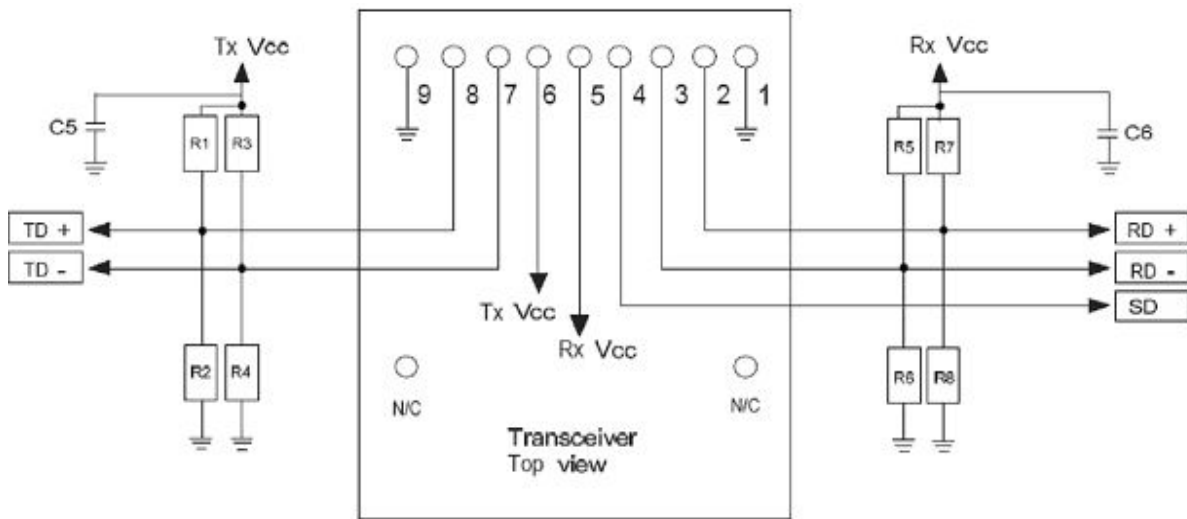 Tx Vcc
Rx Vcc
9 8 7 6 5 4 3 2 1
C5
R1 R3
R5 R7
C6
TD +
TD -
RD +
RD -
SD
Tx Vcc
Rx Vcc
R2 R4
R6 R8
N/C
N/C
Transceiver
Top view